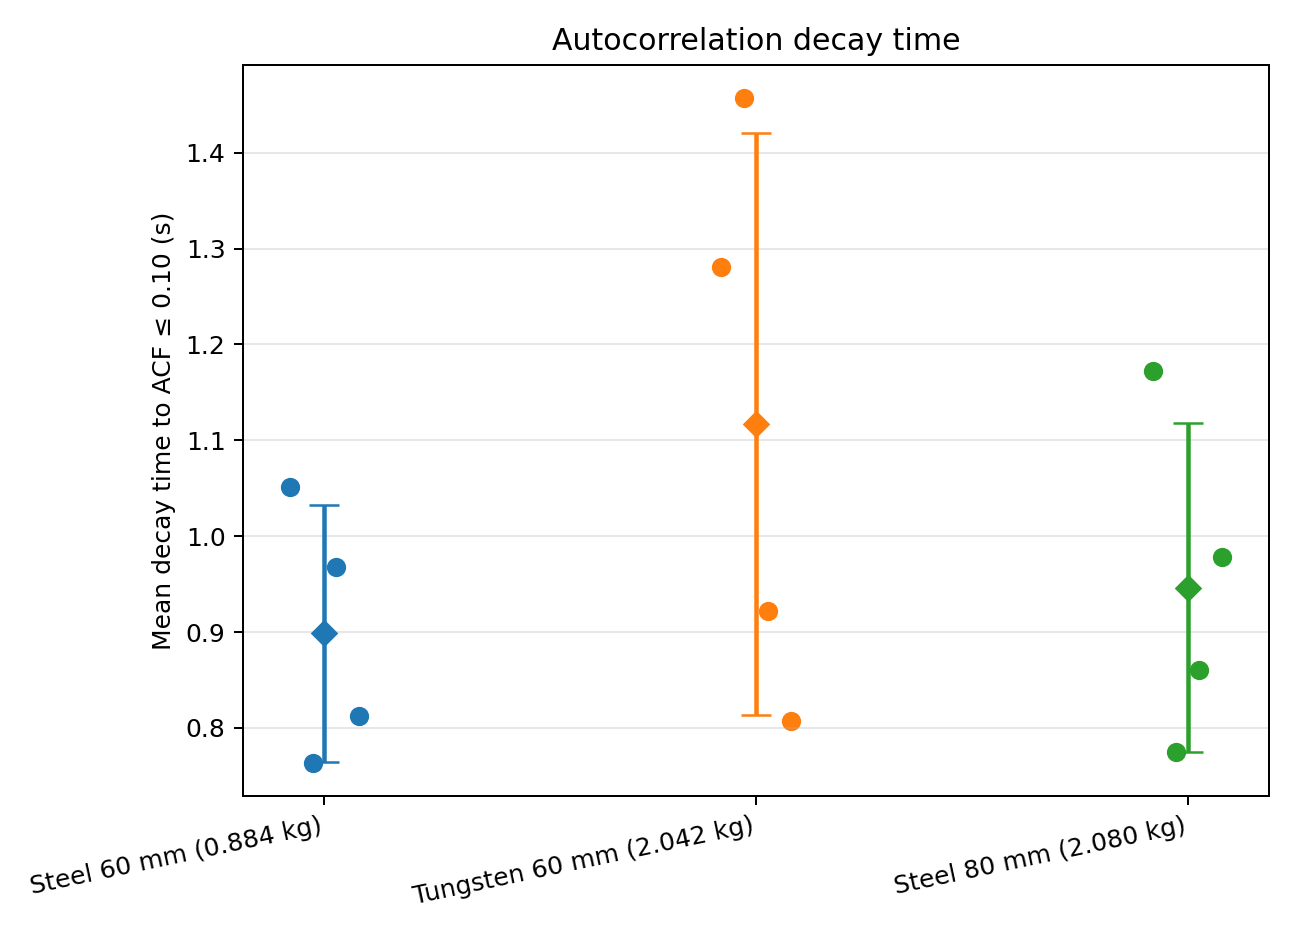 Autocorrelation decay time
Mean decay time to ACF ≤ 0.10 (s)
1.4
1.3
1.2
1.1
1.0
0.9
0.8
Steel 60 mm (0.884 kg)
Tungsten 60 mm (2.042 kg)
Steel 80 mm (2.080 kg)